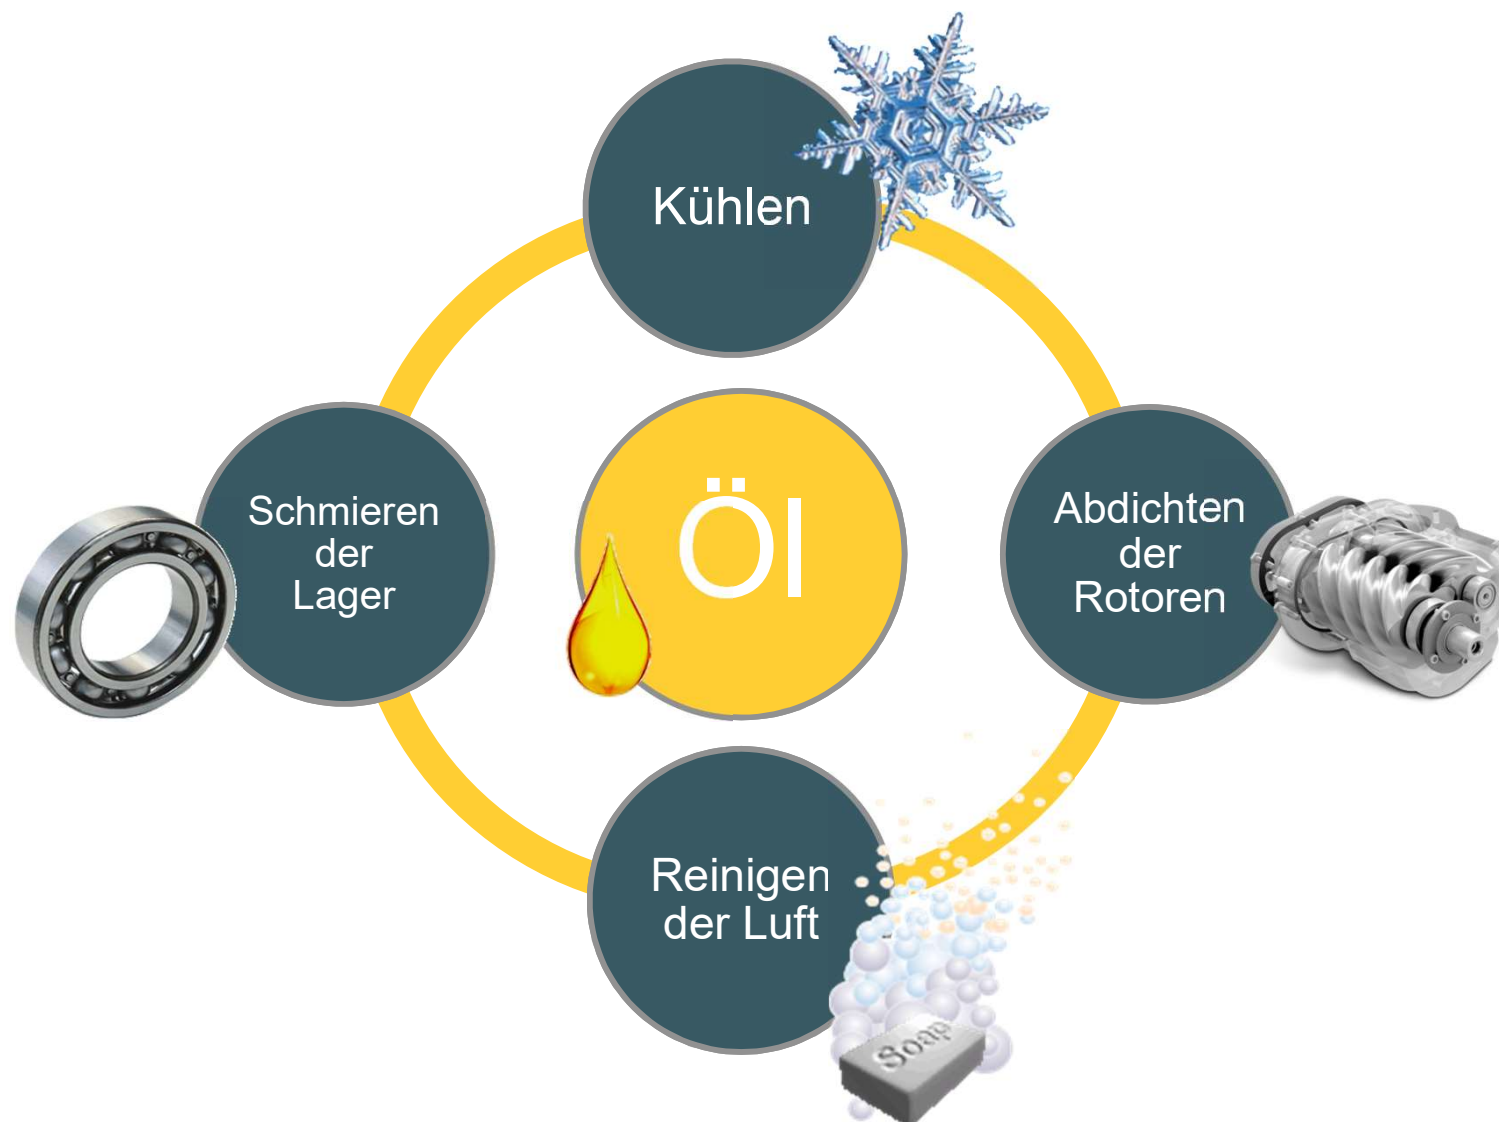 Kühlen
Schmieren
der
Lager
Öl
Abdichten
der
Rotoren
Reinigen
der Luft
Soap